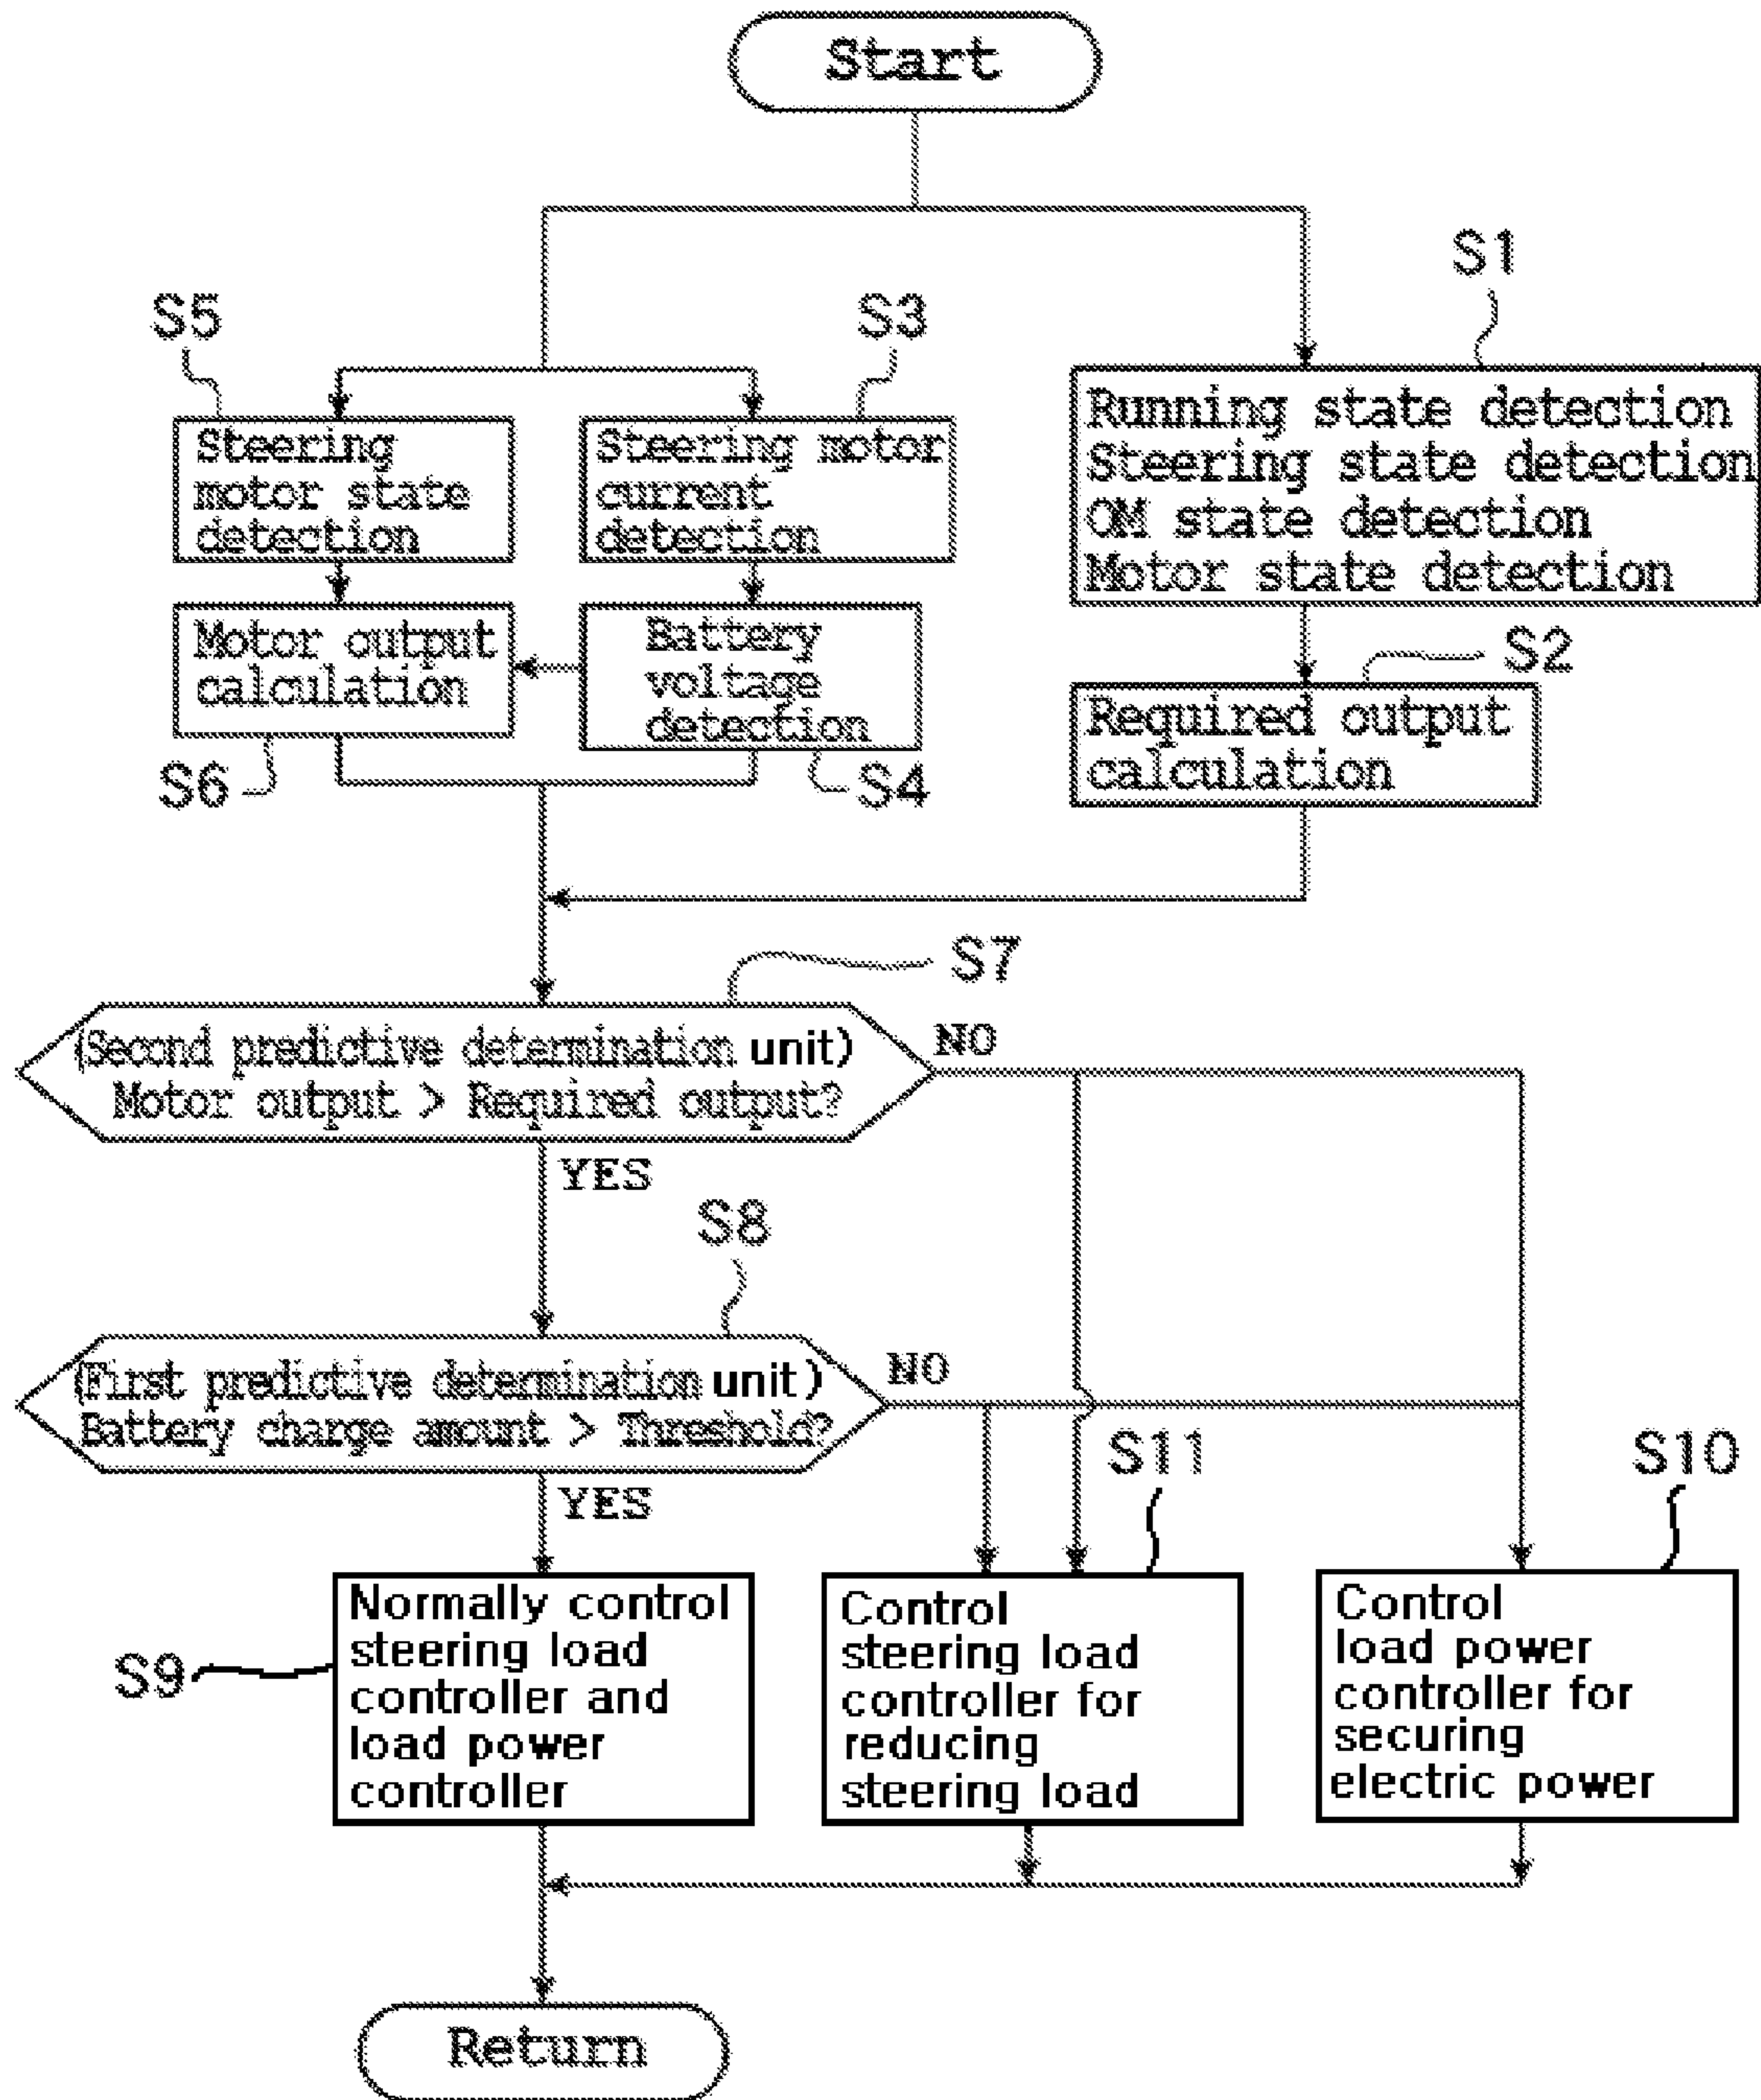 Start
S1
S5
S3
Running state detection
Steering state detection
OM state detection
Motor state detection
Steering
motor state
detection
Steering motor
current
detection
Motor output
calculation
Battery
voltage
detection
S2
Required output
calculation
S6
S4
S7
(Second predictive determination unit)
Motor output > Required output?
NO
YES
S8
(First predictive determination unit)
Battery charge amount > Threshold?
NO
YES
S11
S10
S9
Normally control
steering load
controller and
load power
controller
Control
steering load
controller for
reducing
steering load
Control
load power
controller for
securing
electric power
Return